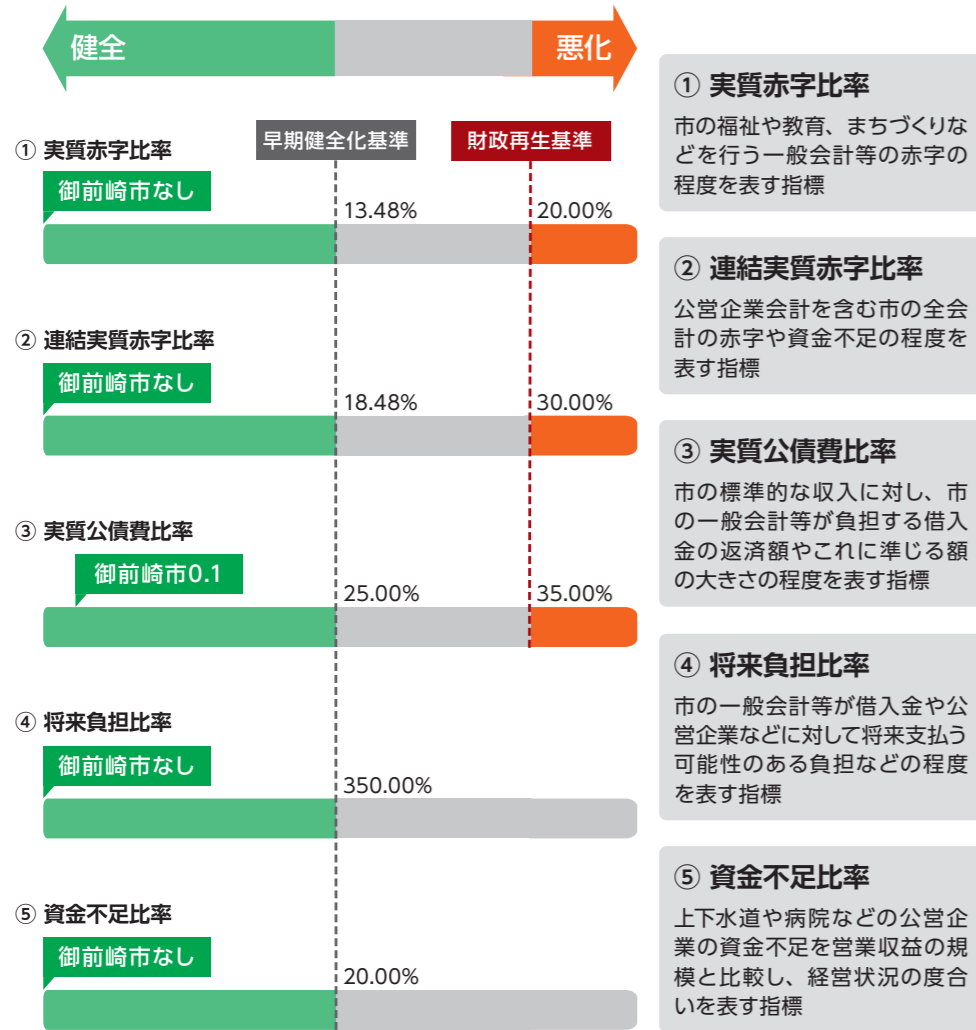 健全
悪化
早期健全化基準
財政再生基準
① 実質赤字比率
御前崎市なし
13.48%
20.00%
② 連結実質赤字比率
御前崎市なし
18.48%
30.00%
③ 実質公債費比率
御前崎市0.1
25.00%
35.00%
④ 将来負担比率
御前崎市なし
350.00%
⑤ 資金不足比率
御前崎市なし
20.00%
① 実質赤字比率
市の福祉や教育、まちづくりな
どを行う一般会計等の赤字の
程度を表す指標
② 連結実質赤字比率
公営企業会計を含む市の全会
計の赤字や資金不足の程度を
表す指標
③ 実質公債費比率
市の標準的な収入に対し、市
の一般会計等が負担する借入
金の返済額やこれに準じる額
の大きさの程度を表す指標
④ 将来負担比率
市の一般会計等が借入金や公
営企業などに対して将来支払う
可能性のある負担などの程度
を表す指標
⑤ 資金不足比率
上下水道や病院などの公営企
業の資金不足を営業収益の規
模と比較し、経営状況の度合
いを表す指標